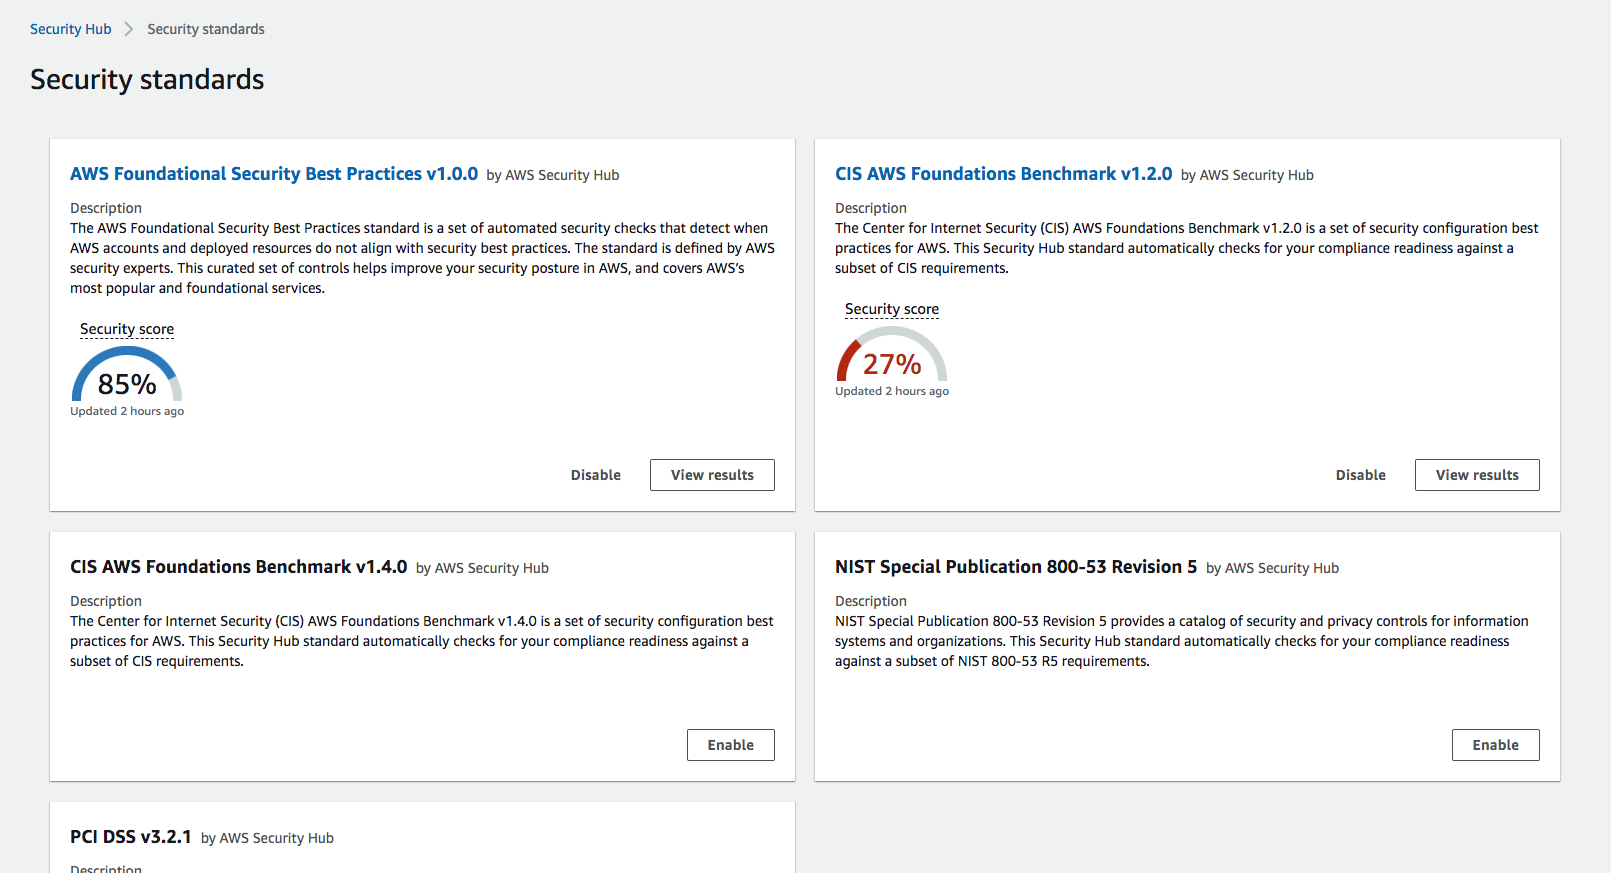 Security Hub > Security standards
Security standards
AWS Foundational Security Best Practices v1.0.0 by AWS Security Hub
Description
The AWS Foundational Security Best Practices standard is a set of automated security checks that detect when
AWS accounts and deployed resources do not align with security best practices. The standard is defined by AWS
security experts. This curated set of controls helps improve your security posture in AWS, and covers AWS’s
most popular and foundational services.
Security score
85%
Updated 2 hours ago
Disable View results
CIS AWS Foundations Benchmark v1.2.0 by AWS Security Hub
Description
The Center for Internet Security (CIS) AWS Foundations Benchmark v1.2.0 is a set of security configuration best
practices for AWS. This Security Hub standard automatically checks for your compliance readiness against a
subset of CIS requirements.
Security score
27%
Updated 2 hours ago
Disable View results
CIS AWS Foundations Benchmark v1.4.0 by AWS Security Hub
Description
The Center for Internet Security (CIS) AWS Foundations Benchmark v1.4.0 is a set of security configuration best
practices for AWS. This Security Hub standard automatically checks for your compliance readiness against a
subset of CIS requirements.
Enable
NIST Special Publication 800-53 Revision 5 by AWS Security Hub
Description
NIST Special Publication 800-53 Revision 5 provides a catalog of security and privacy controls for information
systems and organizations. This Security Hub standard automatically checks for your compliance readiness
against a subset of NIST 800-53 R5 requirements.
Enable
PCI DSS v3.2.1 by AWS Security Hub
Description